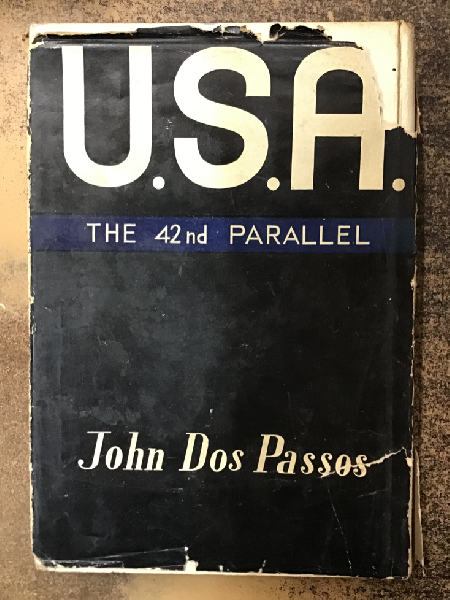 U.S.A.
THE 42nd PARALLEL
John Dos Passos